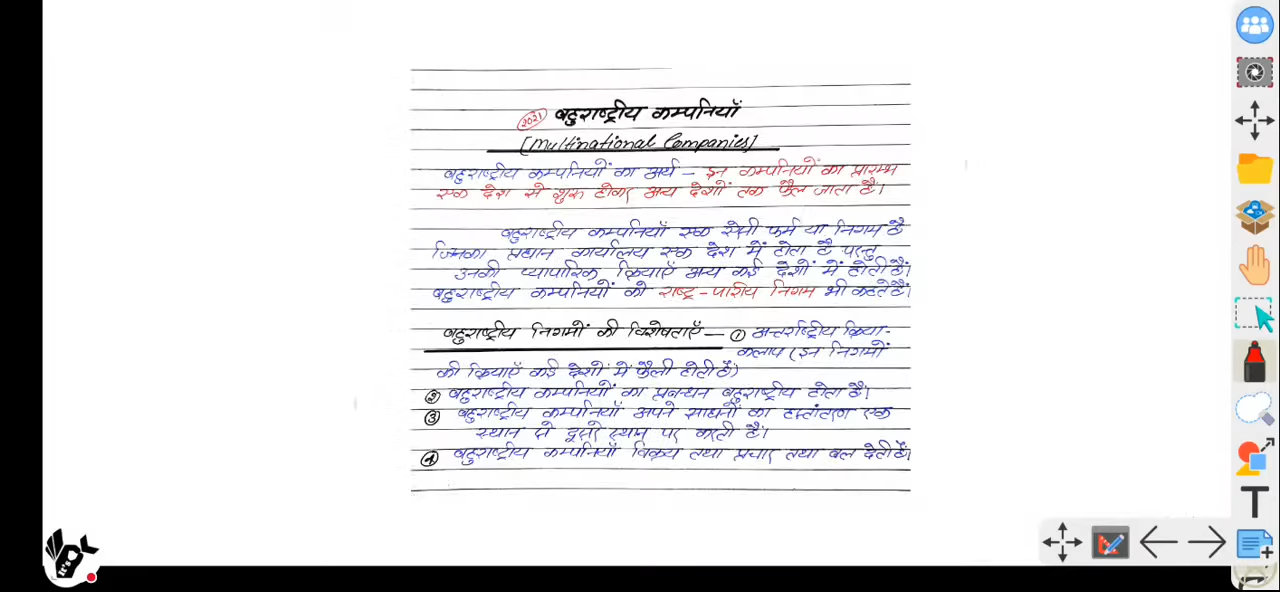 2021 बहुराष्ट्रीय कम्पनियाँ
[Multinational Companies]
बहुराष्ट्रीय कम्पनियों का अर्थ – इन कम्पनियों का प्रारम्भ
एक देश से शुरू होकर अन्य देशों तक फैल जाता है।
बहुराष्ट्रीय कम्पनियाँ एक ऐसी फर्म या निगम है
जिसका प्रधान कार्यालय एक देश में होता है परन्तु
उनकी व्यापारिक क्रियाएँ अन्य कई देशों में होती हैं।
बहुराष्ट्रीय कम्पनियों को राष्ट्र-पारीय निगम भी कहते हैं।
बहुराष्ट्रीय निगमों की विशेषताएँ – ① अन्तर्राष्ट्रीय क्रिया-
कलाप (इन निगमों
की क्रियाएँ कई देशों में फैली होती हैं)
② बहुराष्ट्रीय कम्पनियों का प्रबन्धन बहुराष्ट्रीय होता है।
③ बहुराष्ट्रीय कम्पनियाँ अपने साधनों का हस्तांतरण एक
स्थान से दूसरे स्थान पर करती हैं।
④ बहुराष्ट्रीय कम्पनियाँ विक्रय तथा प्रचार तथा बल देती हैं।
It's
T